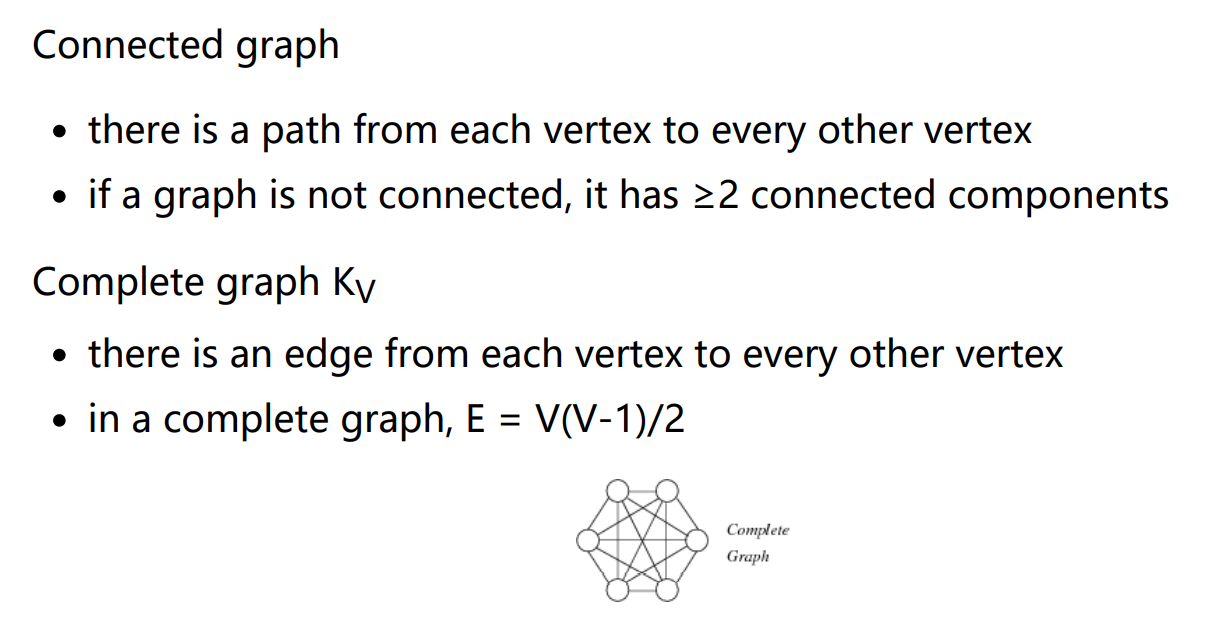 Connected graph
• there is a path from each vertex to every other vertex
• if a graph is not connected, it has ≥2 connected components
Complete graph KV
• there is an edge from each vertex to every other vertex
• in a complete graph, E = V(V-1)/2
Complete
Graph